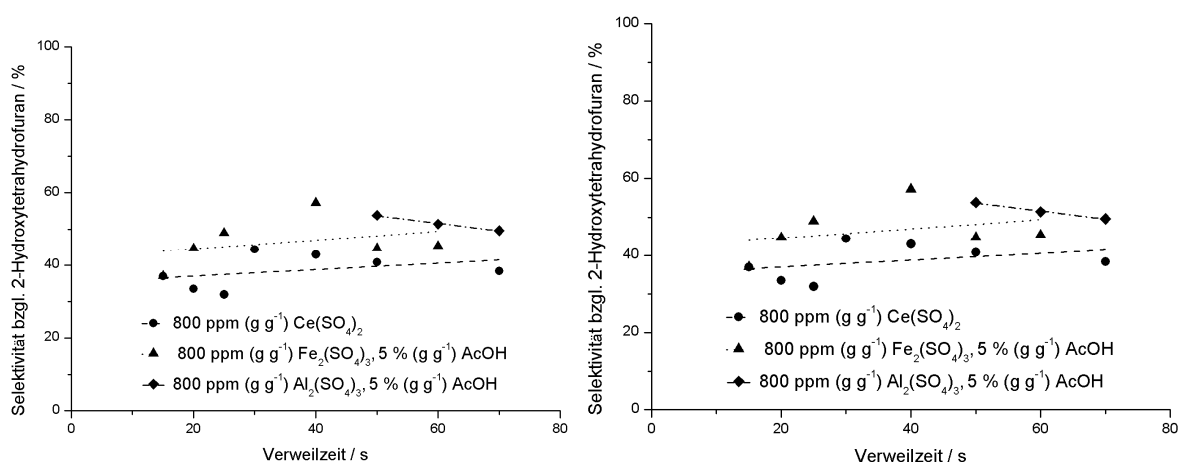 Selektivität bzgl. 2-Hydroxytetrahydrofuran / %
100
80
60
40
20
0
800 ppm (g g⁻¹) Ce(SO₄)₂
800 ppm (g g⁻¹) Fe₂(SO₄)₃, 5 % (g g⁻¹) AcOH
800 ppm (g g⁻¹) Al₂(SO₄)₃, 5 % (g g⁻¹) AcOH
0 20 40 60 80
Verweilzeit / s
Selektivität bzgl. 2-Hydroxytetrahydrofuran / %
100
80
60
40
20
0
800 ppm (g g⁻¹) Ce(SO₄)₂
800 ppm (g g⁻¹) Fe₂(SO₄)₃, 5 % (g g⁻¹) AcOH
800 ppm (g g⁻¹) Al₂(SO₄)₃, 5 % (g g⁻¹) AcOH
0 20 40 60 80
Verweilzeit / s